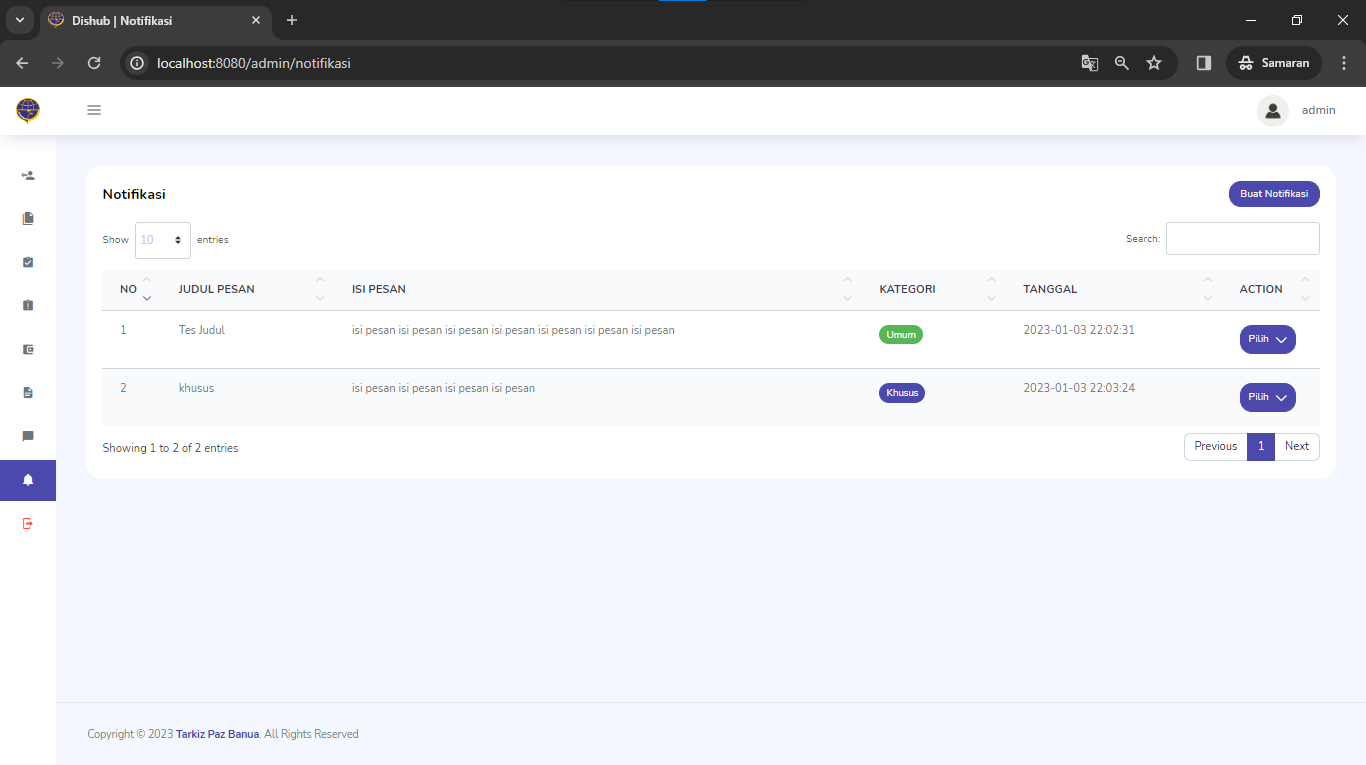 Dishub | Notifikasi
localhost:8080/admin/notifikasi
Samaran
admin
Notifikasi
Buat Notifikasi
Show 10 entries
Search:
NO JUDUL PESAN ISI PESAN KATEGORI TANGGAL ACTION
1 Tes Judul isi pesan isi pesan isi pesan isi pesan isi pesan isi pesan isi pesan Umum 2023-01-03 22:02:31 Pilih
2 khusus isi pesan isi pesan isi pesan isi pesan Khusus 2023-01-03 22:03:24 Pilih
Showing 1 to 2 of 2 entries
Previous 1 Next
Copyright © 2023 Tarkiz Paz Banua. All Rights Reserved